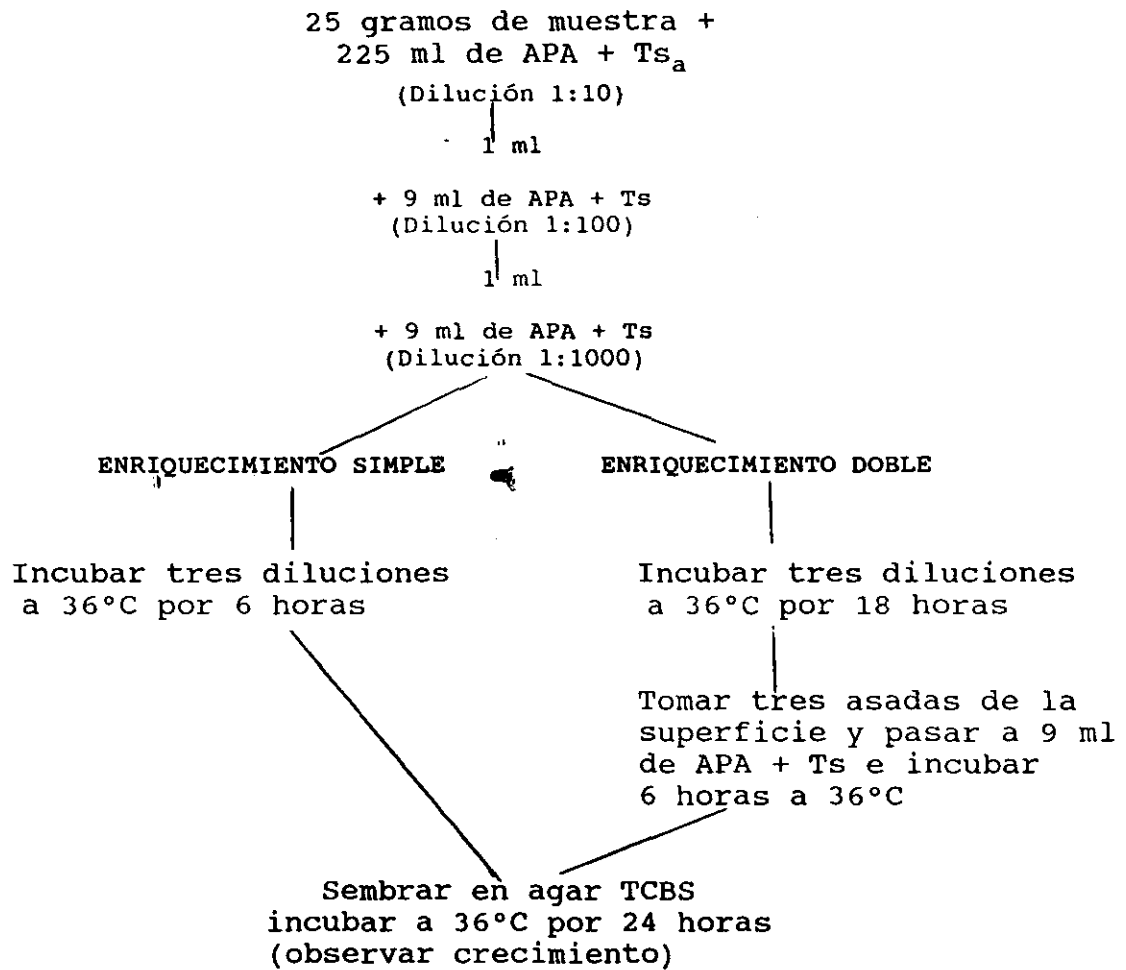 25 gramos de muestra +
225 ml de APA + Tsa
(Dilución 1:10)
1 ml
+ 9 ml de APA + Ts
(Dilución 1:100)
1 ml
+ 9 ml de APA + Ts
(Dilución 1:1000)
ENRIQUECIMIENTO SIMPLE
Incubar tres diluciones
a 36°C por 6 horas
ENRIQUECIMIENTO DOBLE
Incubar tres diluciones
a 36°C por 18 horas
Tomar tres asadas de la
superficie y pasar a 9 ml
de APA + Ts e incubar
6 horas a 36°C
Sembrar en agar TCBS
incubar a 36°C por 24 horas
(observar crecimiento)